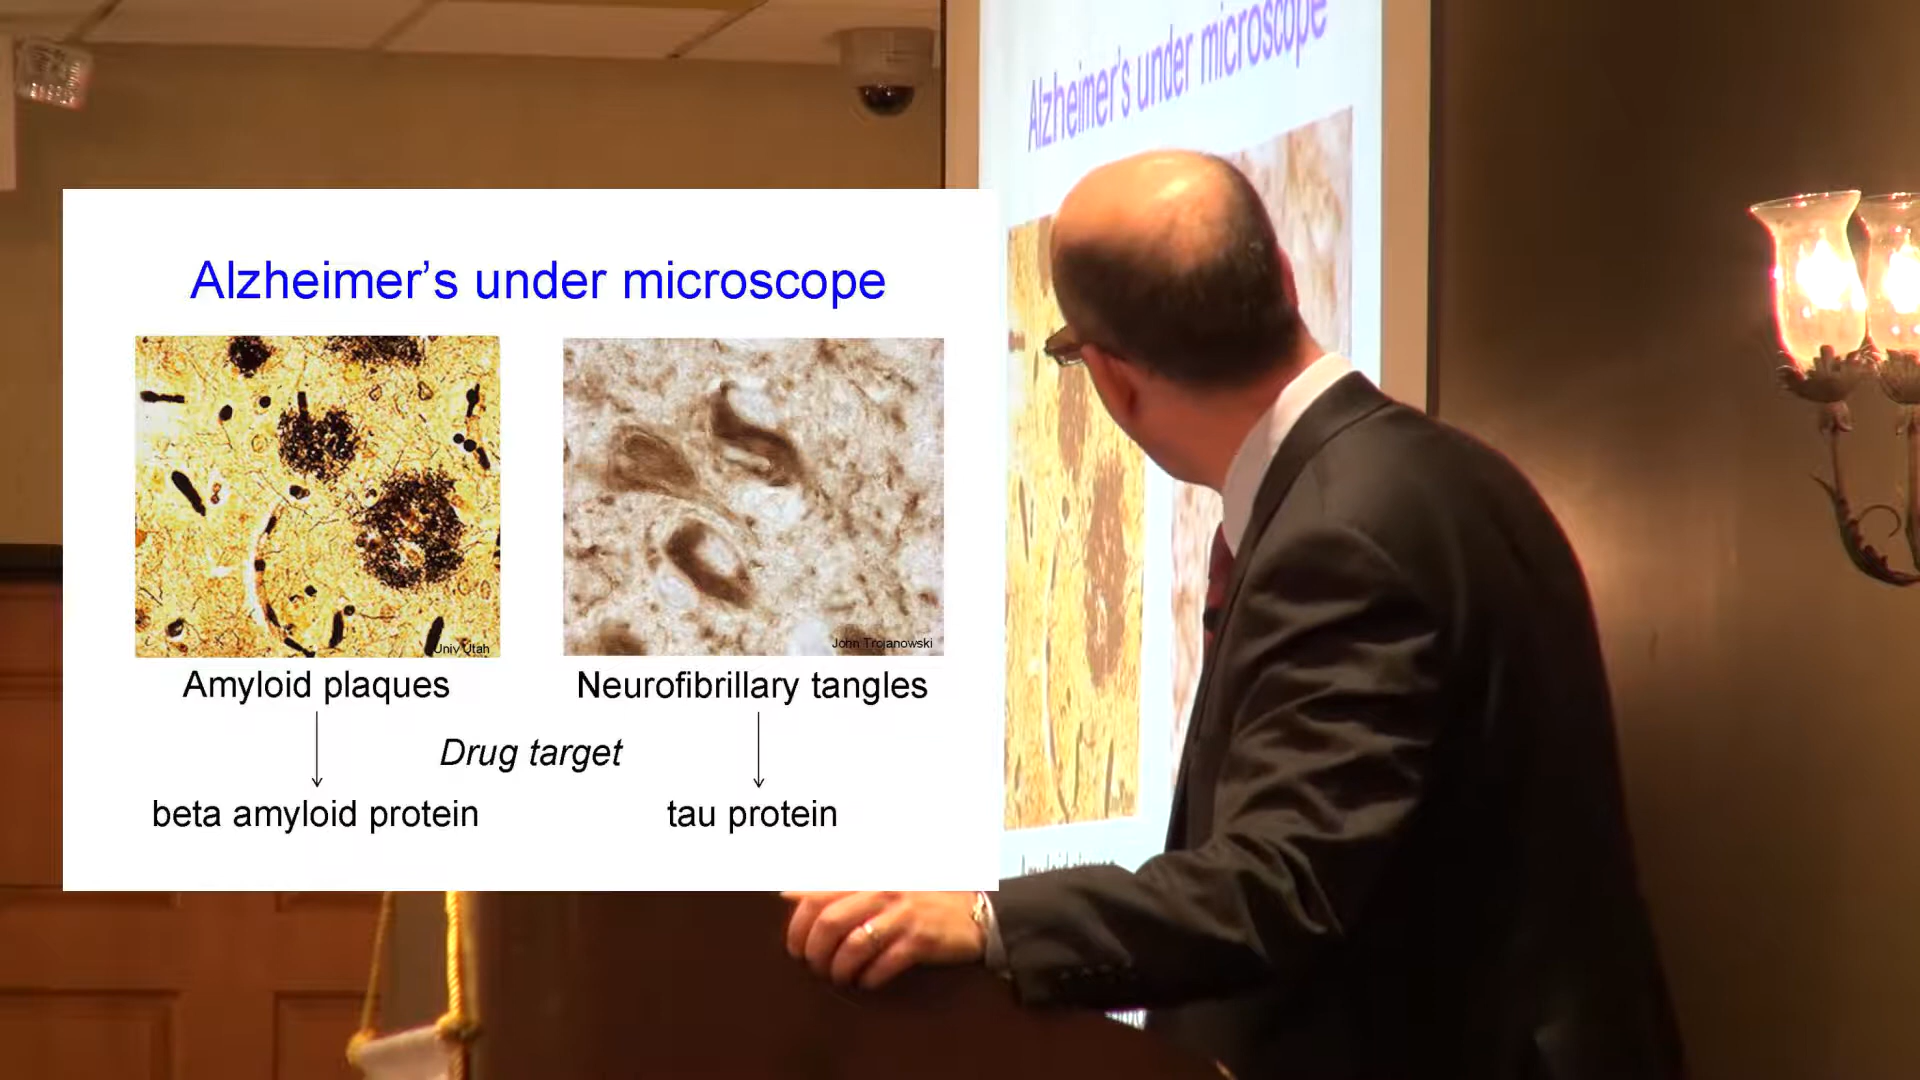 Alzheimer's under microscope
Alzheimer’s under microscope
Univ Utah
John Trojanowski
Amyloid plaques
Neurofibrillary tangles
Drug target
beta amyloid protein
tau protein